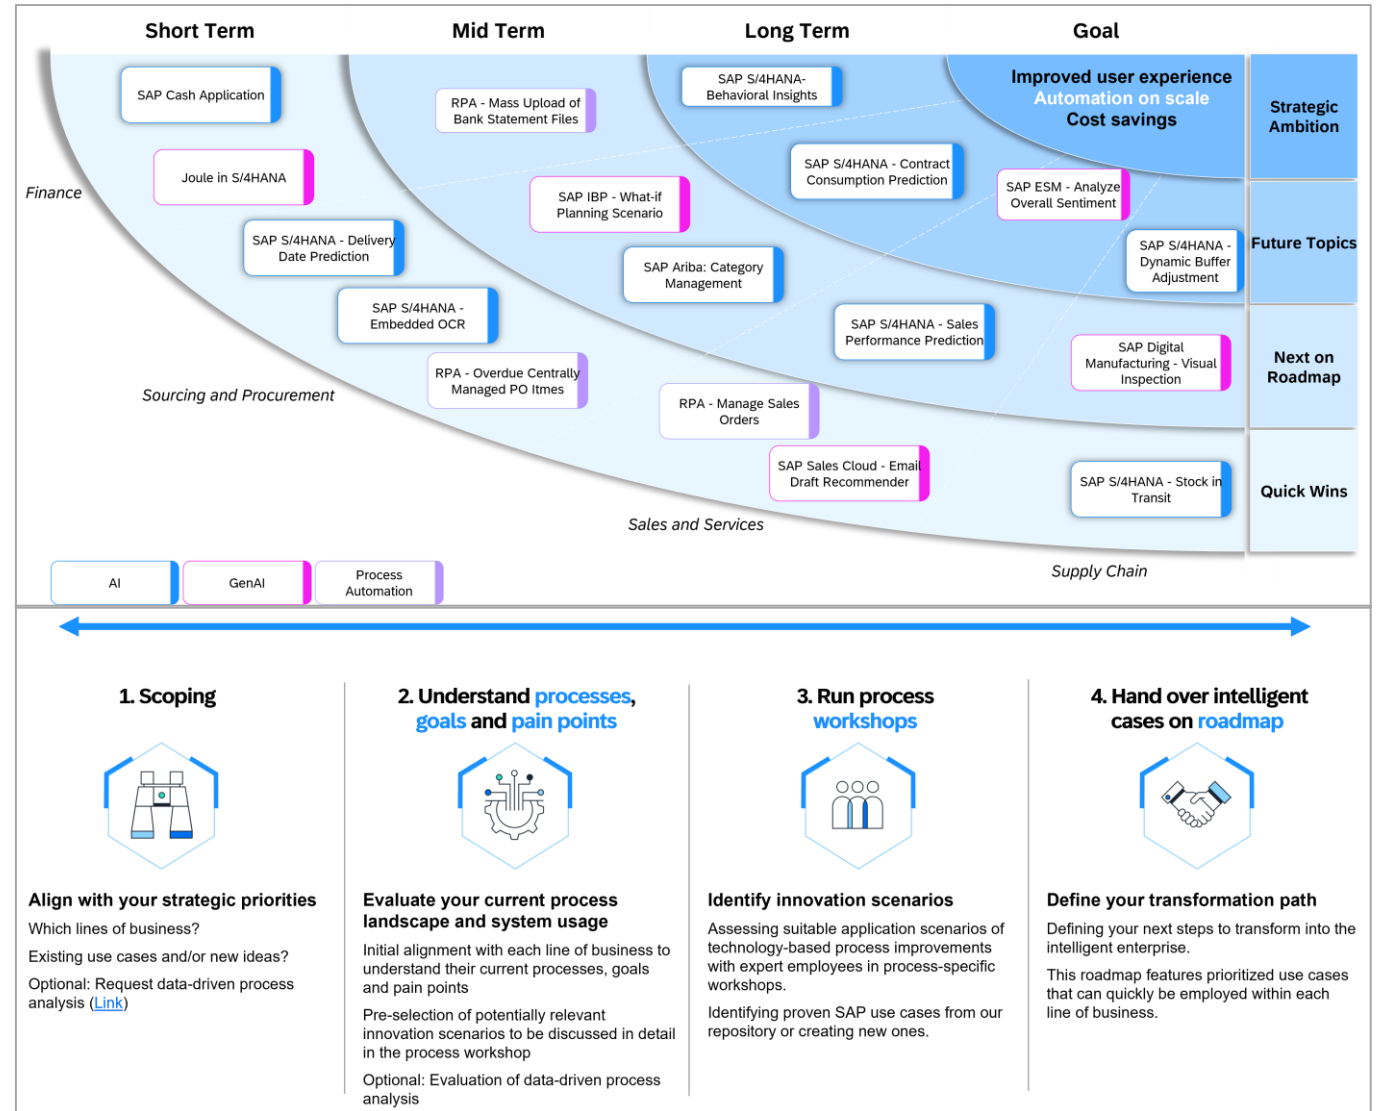 Short Term
Mid Term
Long Term
Goal
SAP Cash Application
RPA - Mass Upload of
Bank Statement Files
SAP S/4HANA-
Behavioral Insights
Improved user experience
Automation on scale
Cost savings
Strategic
Ambition
Joule in S/4HANA
SAP IBP - What-if
Planning Scenario
SAP S/4HANA - Contract
Consumption Prediction
SAP ESM - Analyze
Overall Sentiment
Finance
SAP S/4HANA - Delivery
Date Prediction
SAP Ariba: Category
Management
SAP S/4HANA -
Dynamic Buffer
Adjustment
Future Topics
SAP S/4HANA -
Embedded OCR
SAP S/4HANA - Sales
Performance Prediction
SAP Digital
Manufacturing - Visual
Inspection
Next on
Roadmap
RPA - Overdue Centrally
Managed PO Itmes
Sourcing and Procurement
RPA - Manage Sales
Orders
SAP Sales Cloud - Email
Draft Recommender
SAP S/4HANA - Stock in
Transit
Quick Wins
Sales and Services
Supply Chain
AI
GenAI
Process
Automation
1. Scoping
Align with your strategic priorities
Which lines of business?
Existing use cases and/or new ideas?
Optional: Request data-driven process
analysis (Link)
2. Understand processes,
goals and pain points
Evaluate your current process
landscape and system usage
Initial alignment with each line of business to
understand their current processes, goals
and pain points
Pre-selection of potentially relevant
innovation scenarios to be discussed in detail
in the process workshop
Optional: Evaluation of data-driven process
analysis
3. Run process
workshops
Identify innovation scenarios
Assessing suitable application scenarios of
technology-based process improvements
with expert employees in process-specific
workshops.
Identifying proven SAP use cases from our
repository or creating new ones.
4. Hand over intelligent
cases on roadmap
Define your transformation path
Defining your next steps to transform into the
intelligent enterprise.
This roadmap features prioritized use cases
that can quickly be employed within each
line of business.